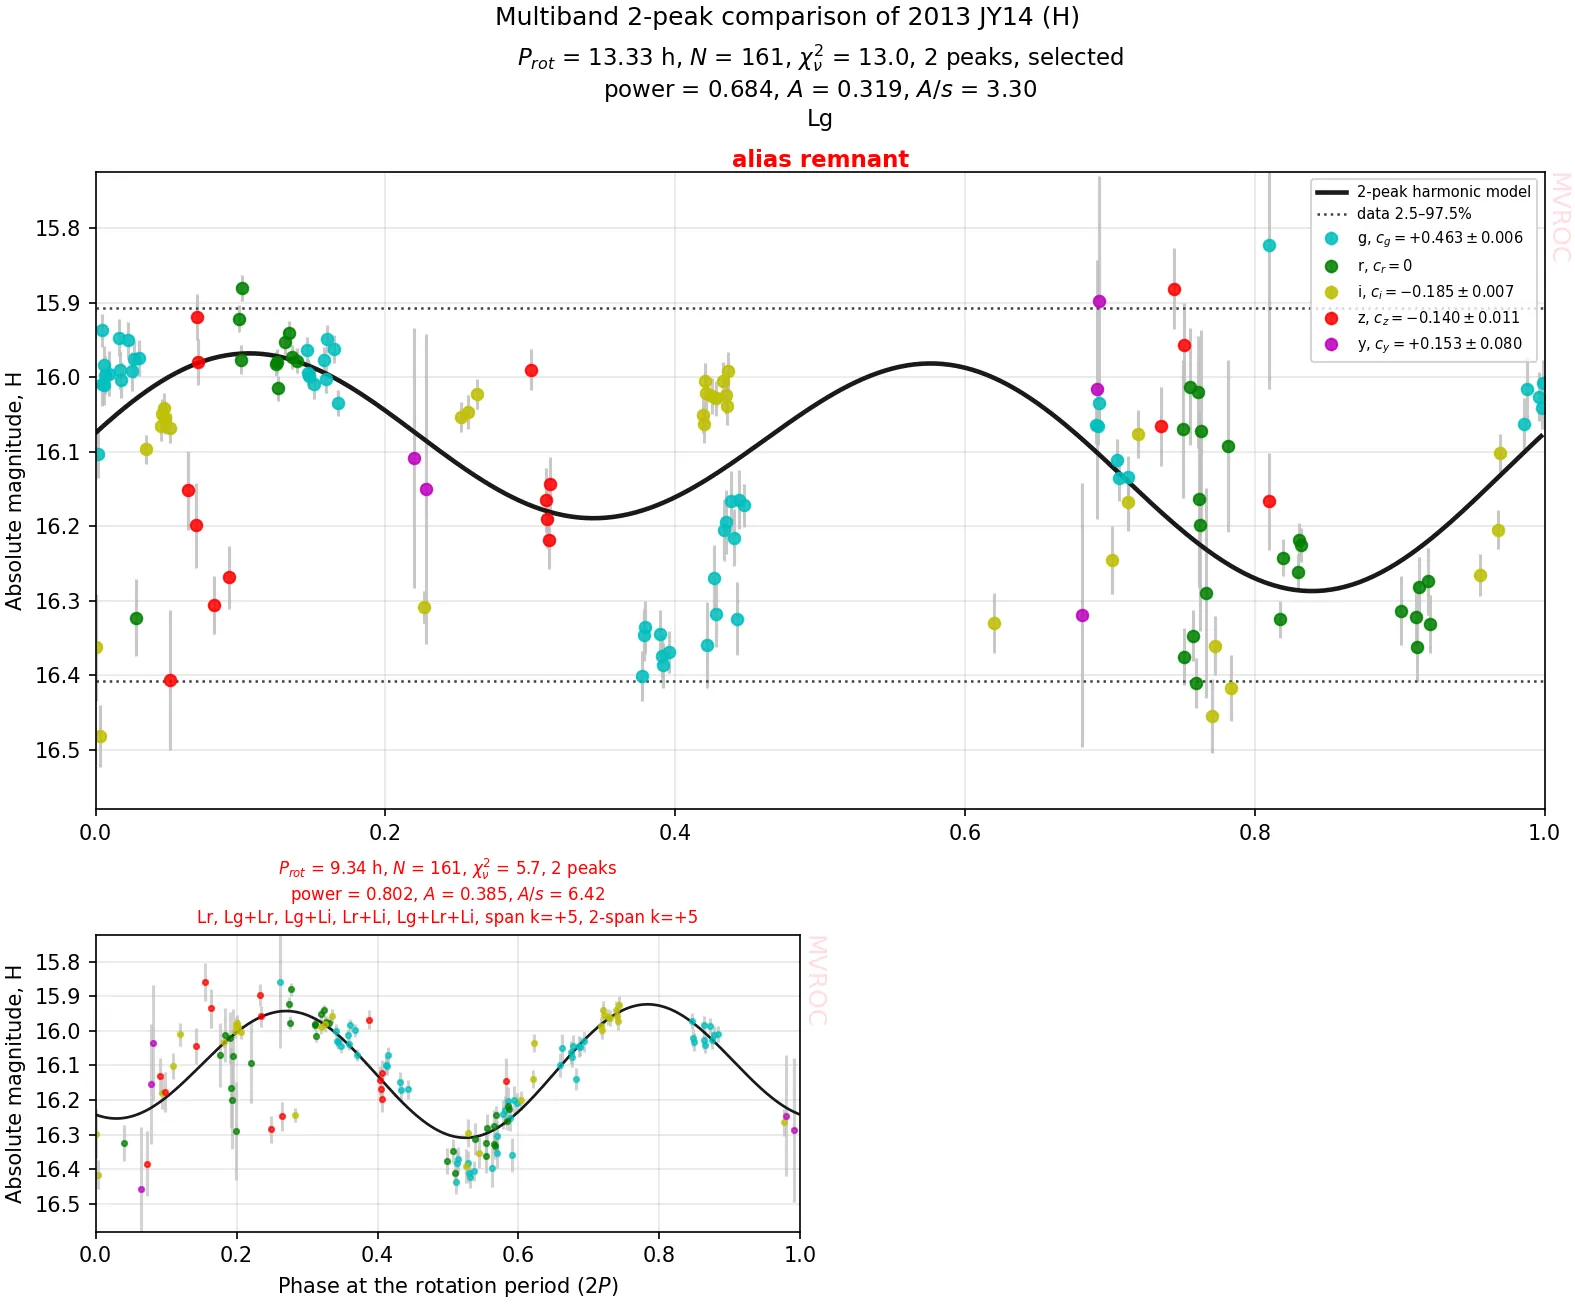 Multiband 2-peak comparison of 2013 JY14 (H)
P_rot = 13.33 h, N = 161, χ²_ν = 13.0, 2 peaks, selected
power = 0.684, A = 0.319, A/s = 3.30
Lg
alias remnant
2-peak harmonic model
data 2.5–97.5%
g, c_g = +0.463 ± 0.006
r, c_r = 0
i, c_i = −0.185 ± 0.007
z, c_z = −0.140 ± 0.011
y, c_y = +0.153 ± 0.080
MVROC
Absolute magnitude, H
15.8
15.9
16.0
16.1
16.2
16.3
16.4
16.5
0.0 0.2 0.4 0.6 0.8 1.0
P_rot = 9.34 h, N = 161, χ²_ν = 5.7, 2 peaks
power = 0.802, A = 0.385, A/s = 6.42
Lr, Lg+Lr, Lg+Li, Lr+Li, Lg+Lr+Li, span k=+5, 2-span k=+5
MVROC
Absolute magnitude, H
15.8
15.9
16.0
16.1
16.2
16.3
16.4
16.5
0.0 0.2 0.4 0.6 0.8 1.0
Phase at the rotation period (2P)